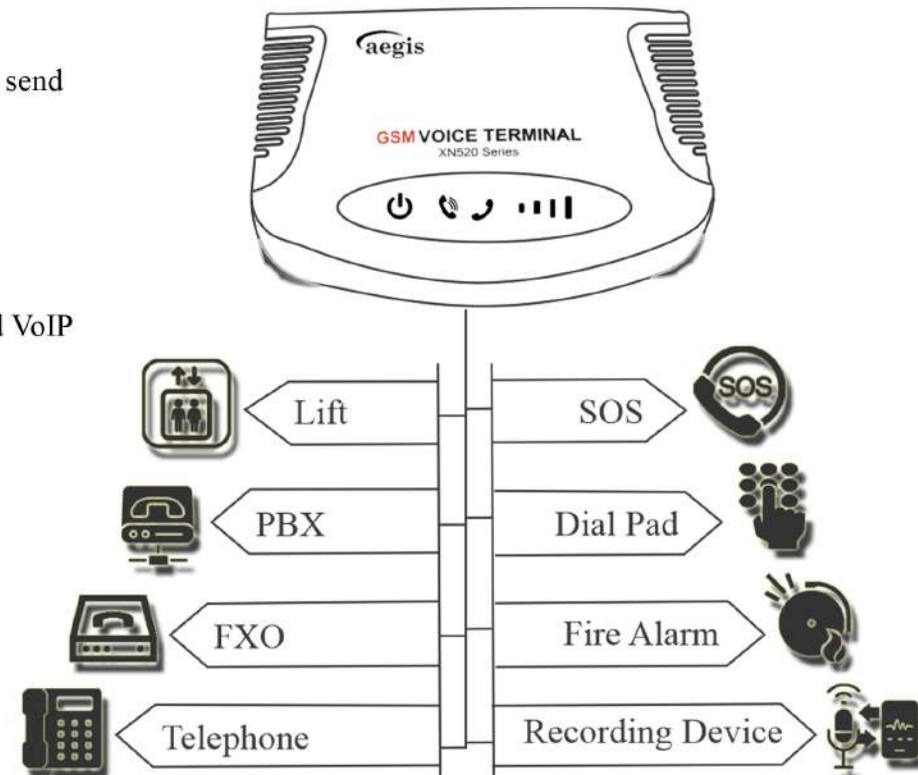 send
aegis
GSM VOICE TERMINAL
XN520 Series
VoIP
Lift
SOS
SOS
PBX
Dial Pad
FXO
Fire Alarm
Telephone
Recording Device